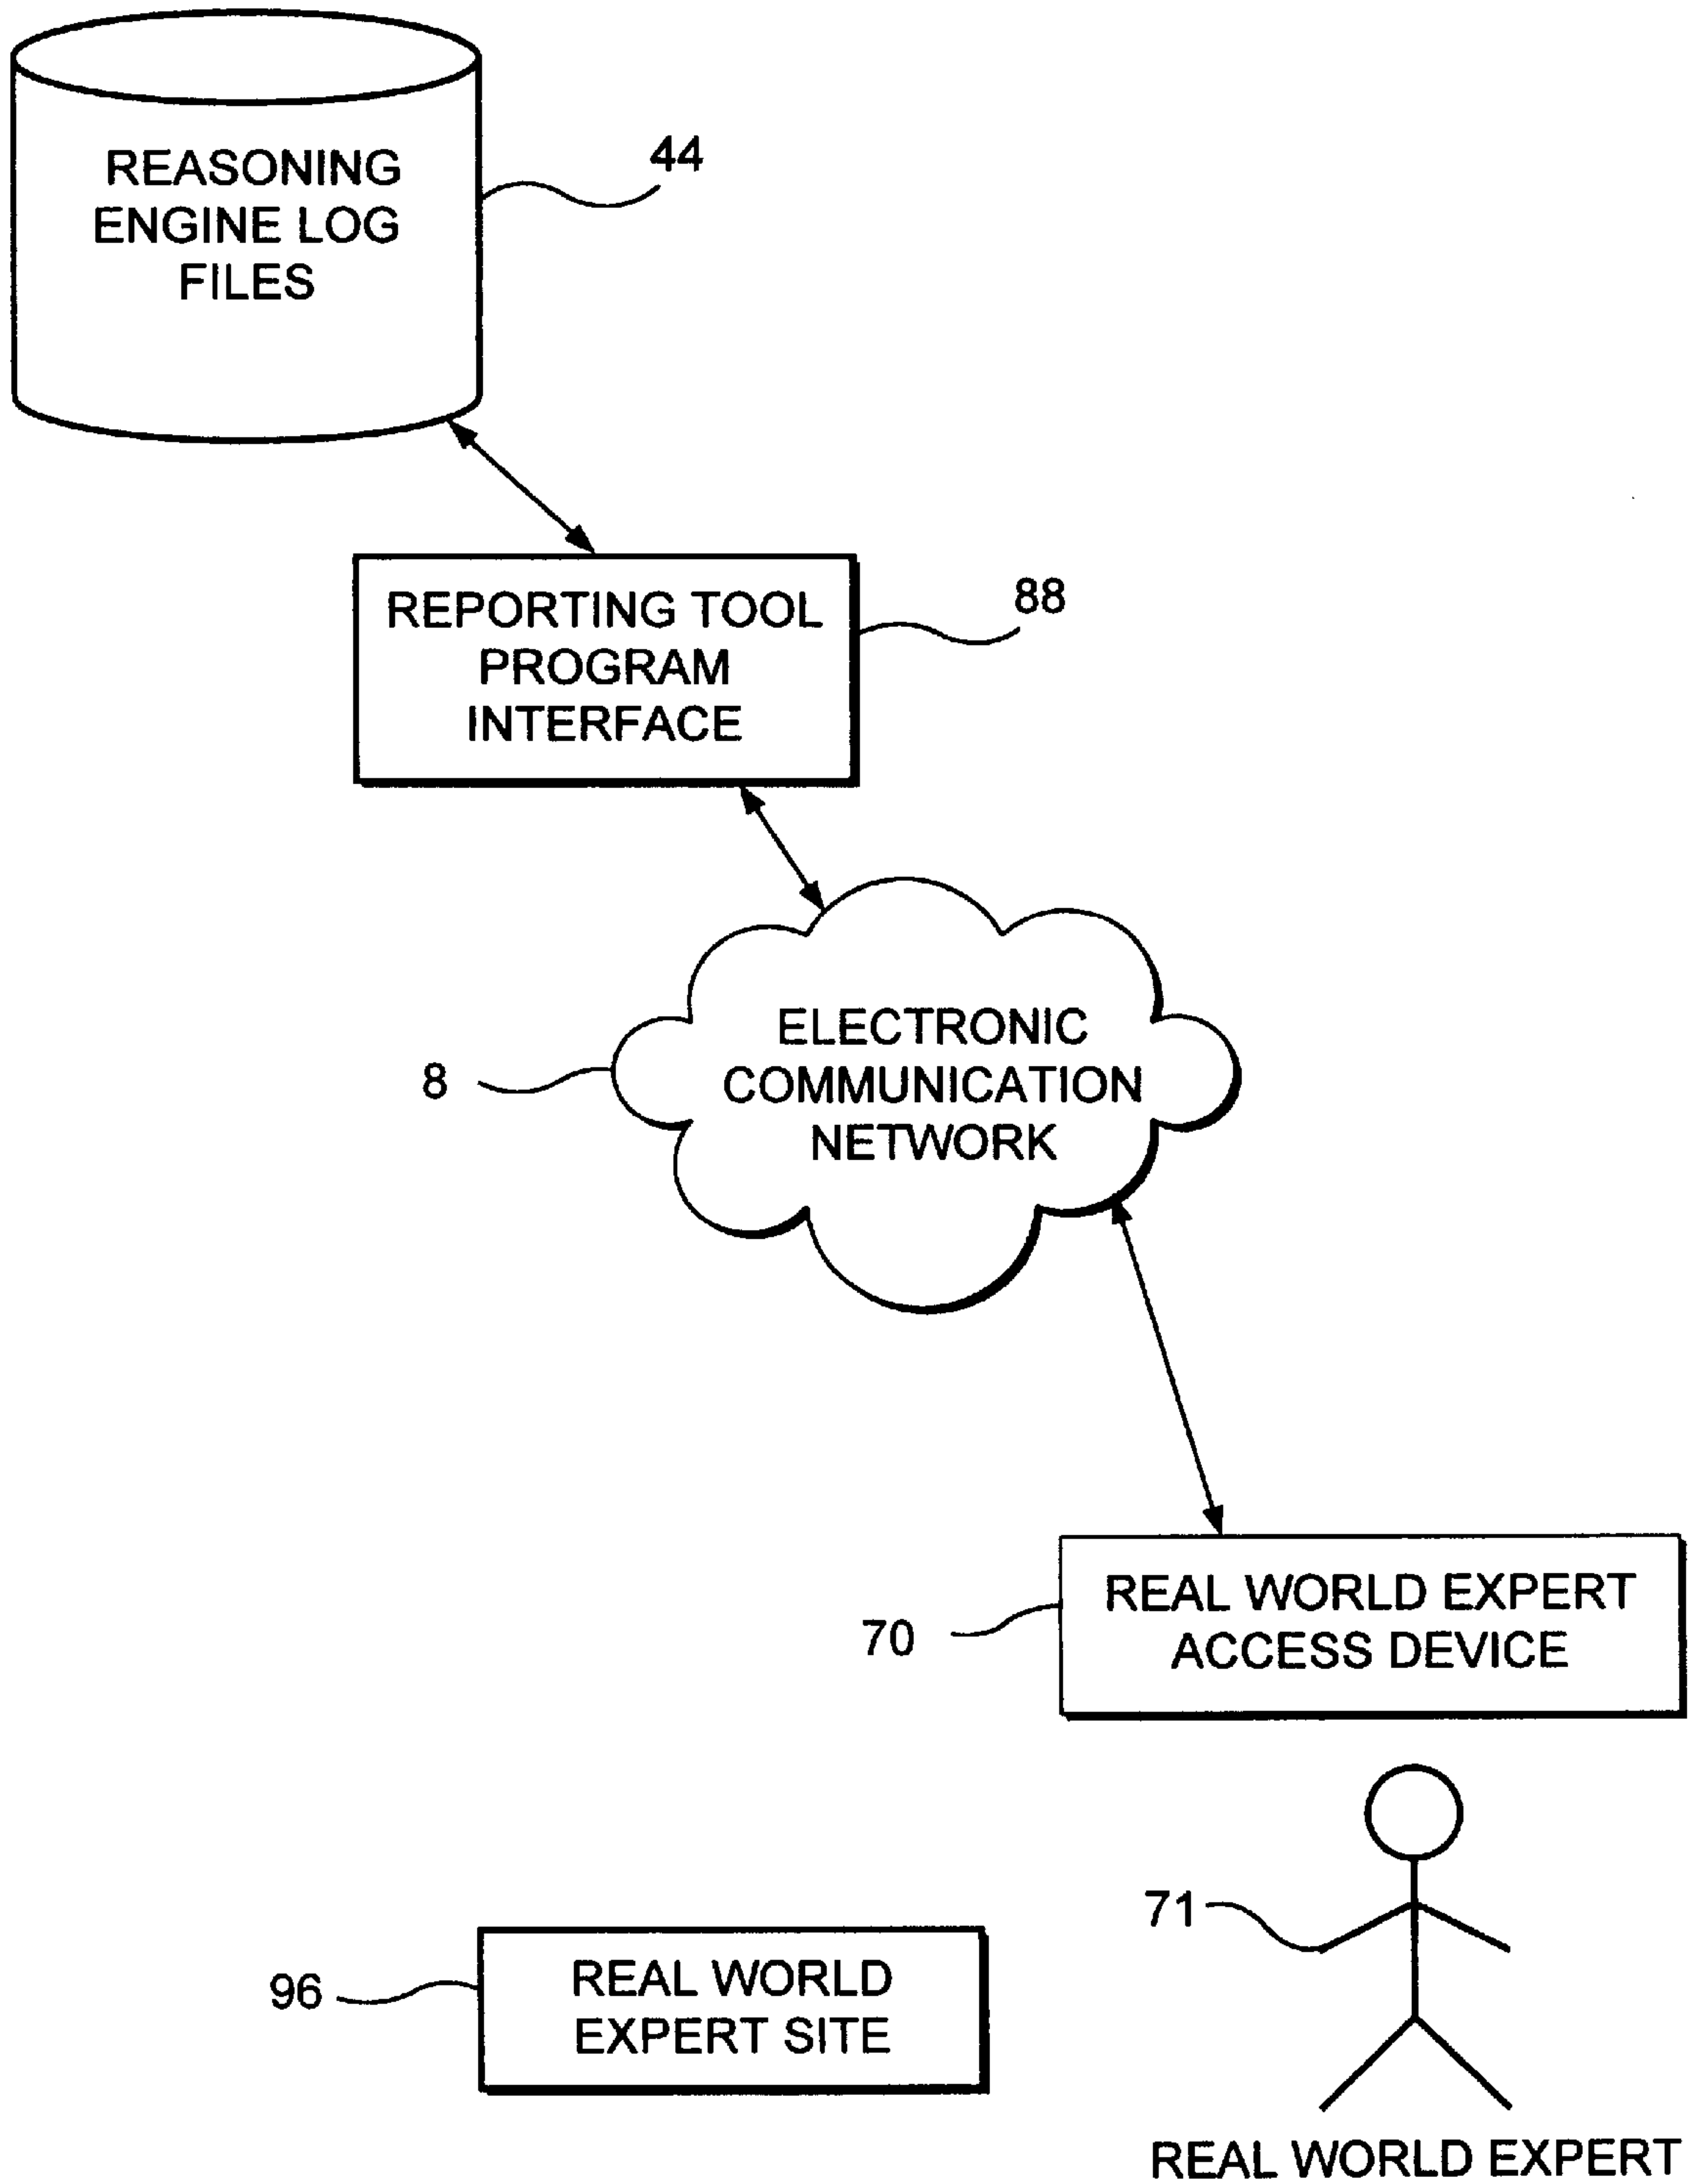 REASONING
ENGINE LOG
FILES
44
REPORTING TOOL
PROGRAM
INTERFACE
88
ELECTRONIC
COMMUNICATION
NETWORK
8
REAL WORLD EXPERT
ACCESS DEVICE
70
71
REAL WORLD
EXPERT SITE
96
REAL WORLD EXPERT